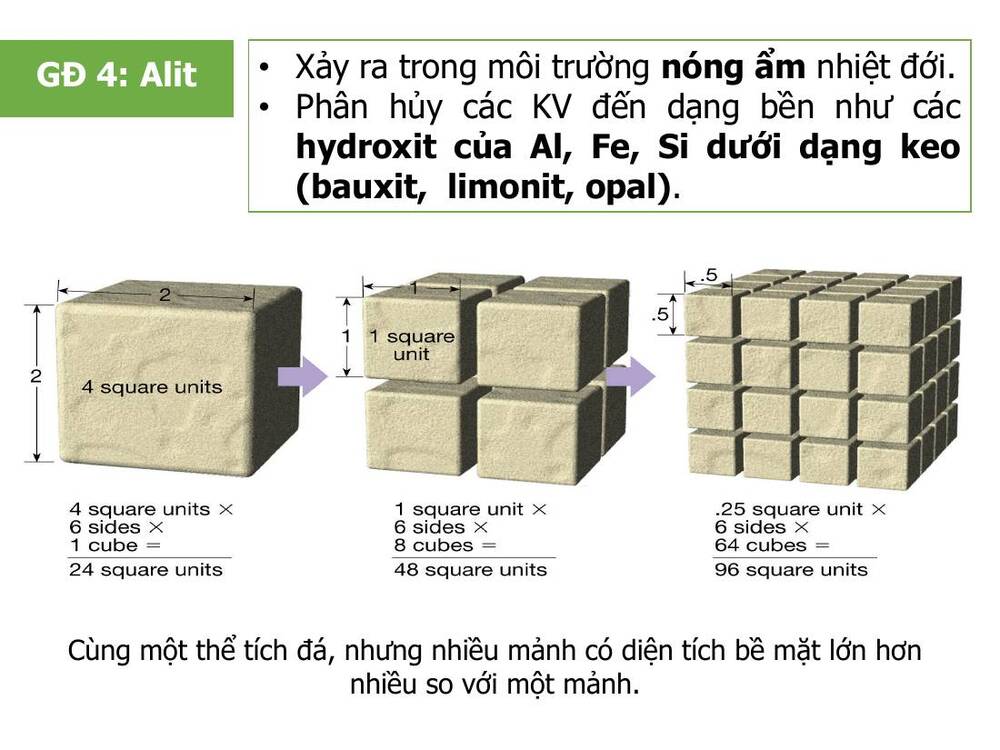 GĐ 4: Alit
• Xảy ra trong môi trường nóng ẩm nhiệt đới.
• Phân hủy các KV đến dạng bền như các
hydroxit của Al, Fe, Si dưới dạng keo
(bauxit, limonit, opal).
2
2
4 square units
1
1
1 square
unit
.5
.5
4 square units ×
6 sides ×
1 cube =
24 square units
1 square unit ×
6 sides ×
8 cubes =
48 square units
.25 square unit ×
6 sides ×
64 cubes =
96 square units
Cùng một thể tích đá, nhưng nhiều mảnh có diện tích bề mặt lớn hơn
nhiều so với một mảnh.